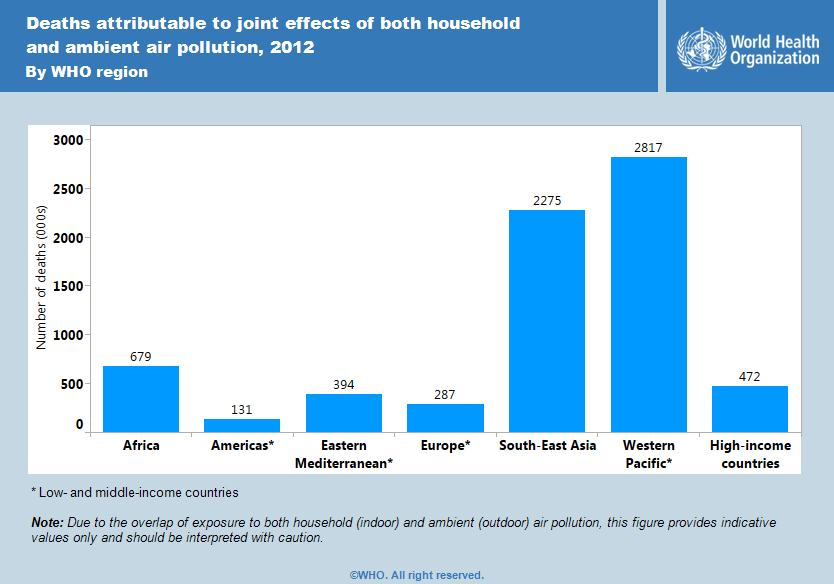 Deaths attributable to joint effects of both household
and ambient air pollution, 2012
By WHO region
World Health
Organization
Number of deaths (000s)
3000
2500
2000
1500
1000
500
0
679
131
394
287
2275
2817
472
Africa
Americas*
Eastern
Mediterranean*
Europe*
South-East Asia
Western
Pacific*
High-income
countries
* Low- and middle-income countries
Note: Due to the overlap of exposure to both household (indoor) and ambient (outdoor) air pollution, this figure provides indicative
values only and should be interpreted with caution.
©WHO. All right reserved.